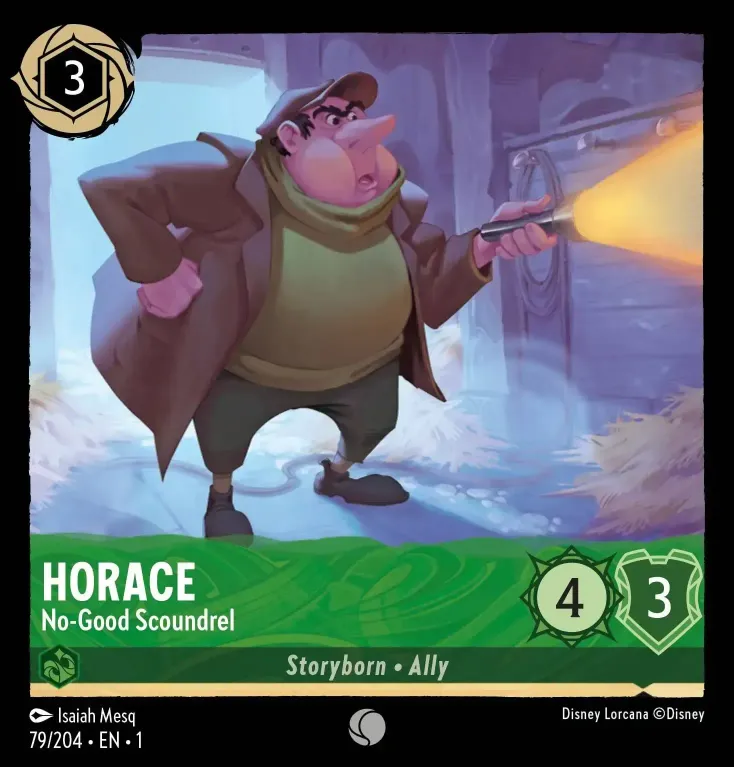 3
HORACE
No-Good Scoundrel
4
3
Storyborn • Ally
Isaiah Mesq
Disney Lorcana ©Disney
79/204 • EN • 1